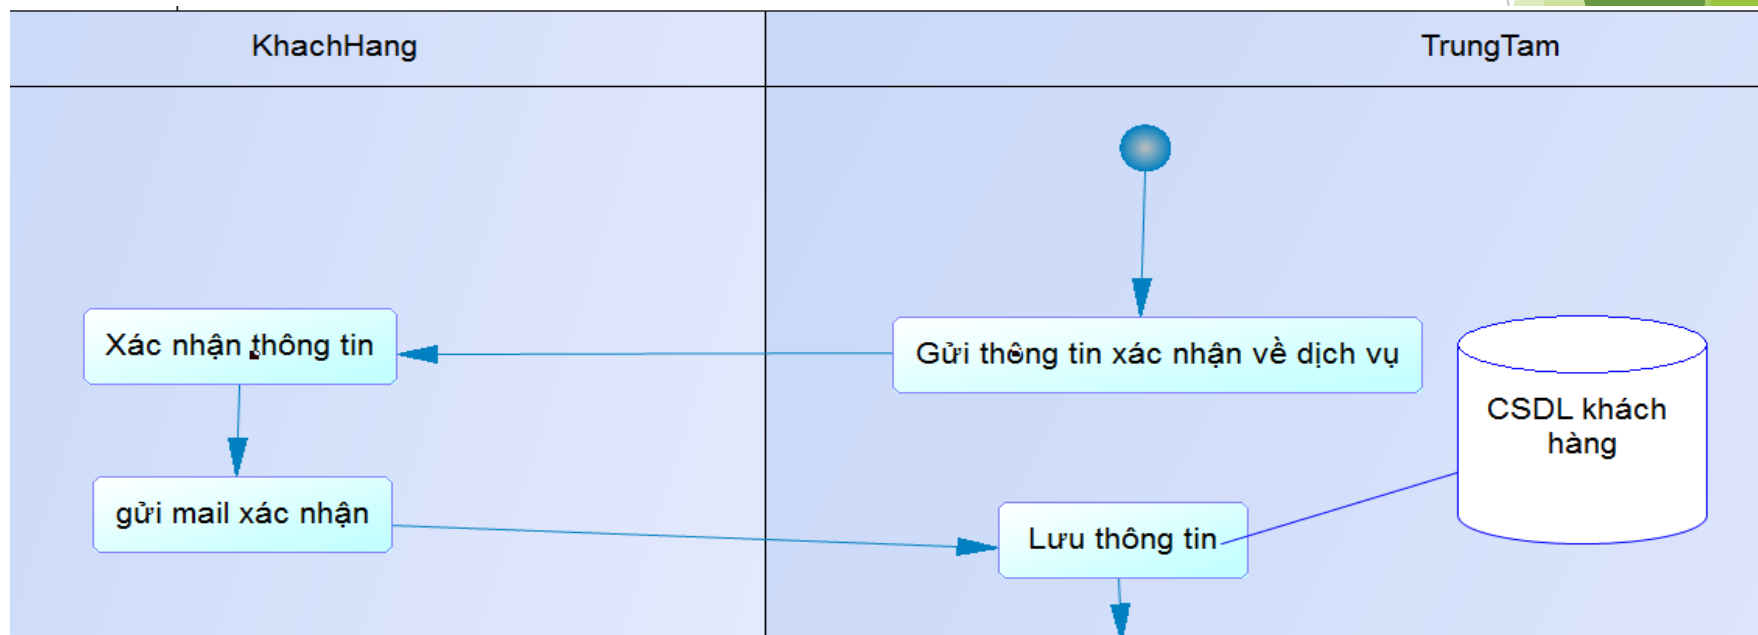 KhachHang
TrungTam
Xác nhận thông tin
Gửi thông tin xác nhận về dịch vụ
CSDL khách
hàng
gửi mail xác nhận
Lưu thông tin